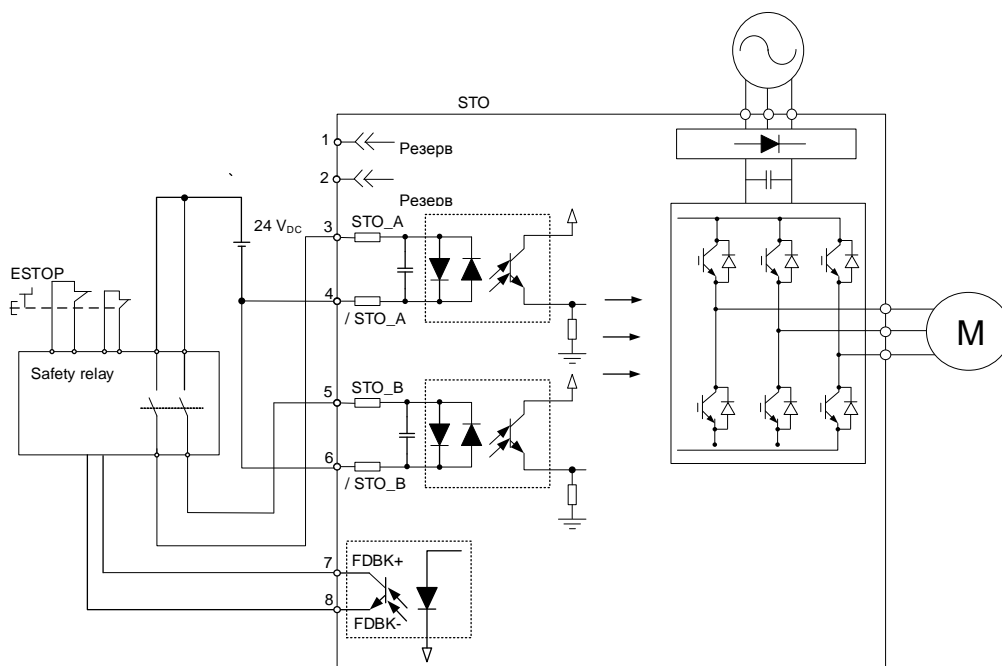 STO
1
Резерв
2
Резерв
24 VDC
3
STO_A
ESTOP
4
/ STO_A
M
Safety relay
5
STO_B
6
/ STO_B
7
FDBK+
8
FDBK-